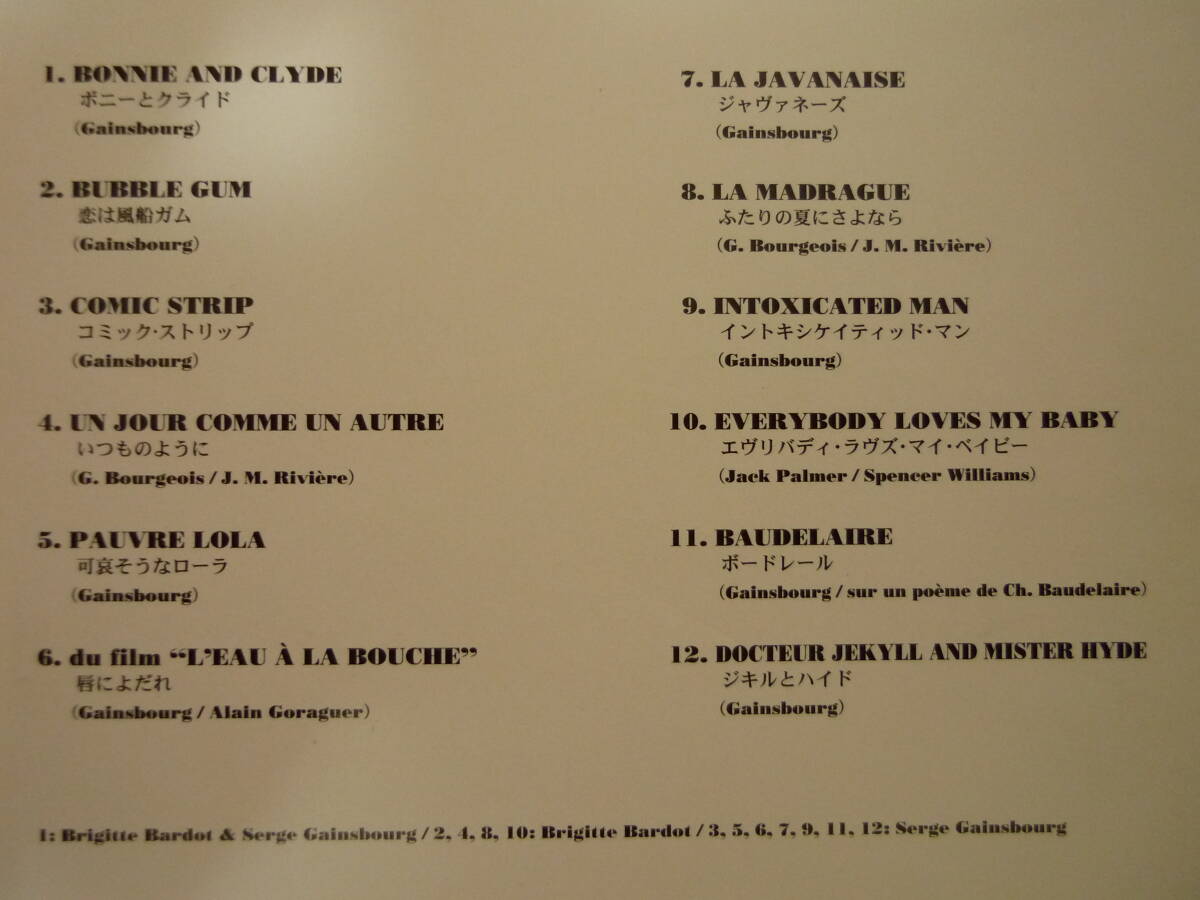 1. BONNIE AND CLYDE
ボニーとクライド
(Gainsbourg)
2. BUBBLE GUM
恋は風船ガム
(Gainsbourg)
3. COMIC STRIP
コミック・ストリップ
(Gainsbourg)
4. UN JOUR COMME UN AUTRE
いつものように
(G. Bourgeois / J. M. Rivière)
5. PAUVRE LOLA
可哀そうなローラ
(Gainsbourg)
6. du film “L’EAU À LA BOUCHE”
唇によだれ
(Gainsbourg / Alain Goraguer)
7. LA JAVANAISE
ジャヴァネーズ
(Gainsbourg)
8. LA MADRAGUE
ふたりの夏にさよなら
(G. Bourgeois / J. M. Rivière)
9. INTOXICATED MAN
イントキシケイティッド・マン
(Gainsbourg)
10. EVERYBODY LOVES MY BABY
エヴリバディ・ラヴズ・マイ・ベイビー
(Jack Palmer / Spencer Williams)
11. BAUDELAIRE
ボードレール
(Gainsbourg / sur un poème de Ch. Baudelaire)
12. DOCTEUR JEKYLL AND MISTER HYDE
ジキルとハイド
(Gainsbourg)
1: Brigitte Bardot & Serge Gainsbourg / 2, 4, 8, 10: Brigitte Bardot / 3, 5, 6, 7, 9, 11, 12: Serge Gainsbourg